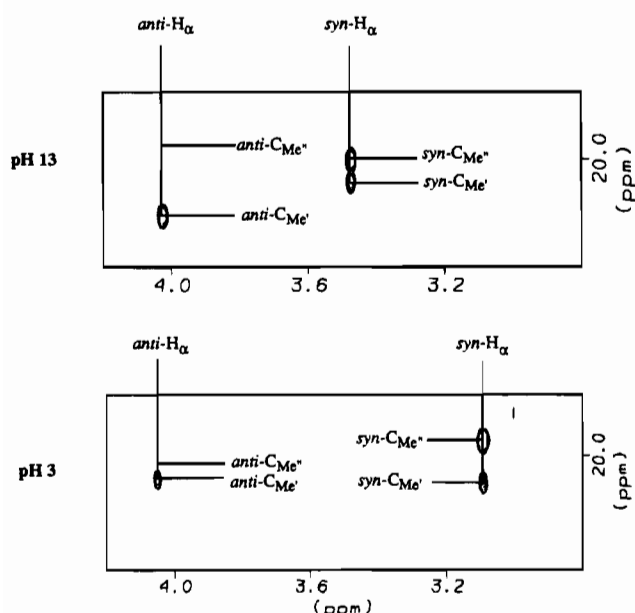 anti-Hα
syn-Hα
pH 13
anti-CMe"
syn-CMe"
syn-CMe'
anti-CMe'
20.0
(ppm)
4.0
3.6
3.2
anti-Hα
syn-Hα
pH 3
syn-CMe"
anti-CMe"
anti-CMe'
syn-CMe'
20.0
(ppm)
4.0
3.6
3.2
(ppm)